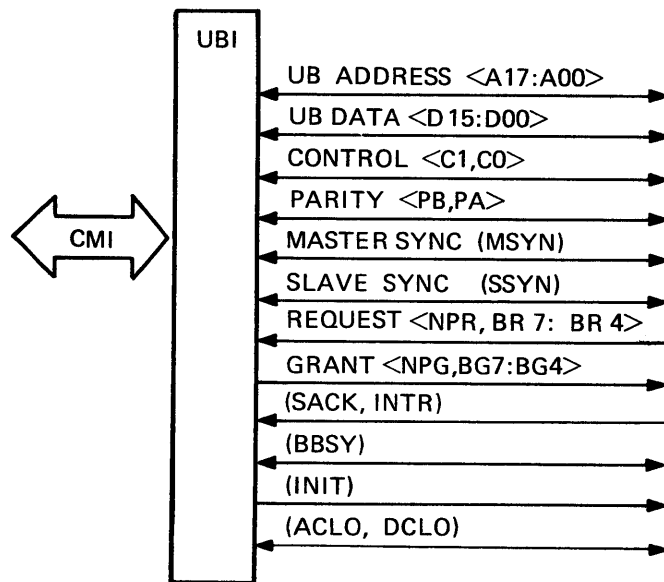 UBI
UB ADDRESS <A17:A00>
UB DATA <D15:D00>
CONTROL <C1,C0>
PARITY <PB,PA>
CMI
MASTER SYNC (MSYN)
SLAVE SYNC (SSYN)
REQUEST <NPR, BR 7: BR 4>
GRANT <NPG,BG7:BG4>
(SACK, INTR)
(BBSY)
(INIT)
(ACLO, DCLO)